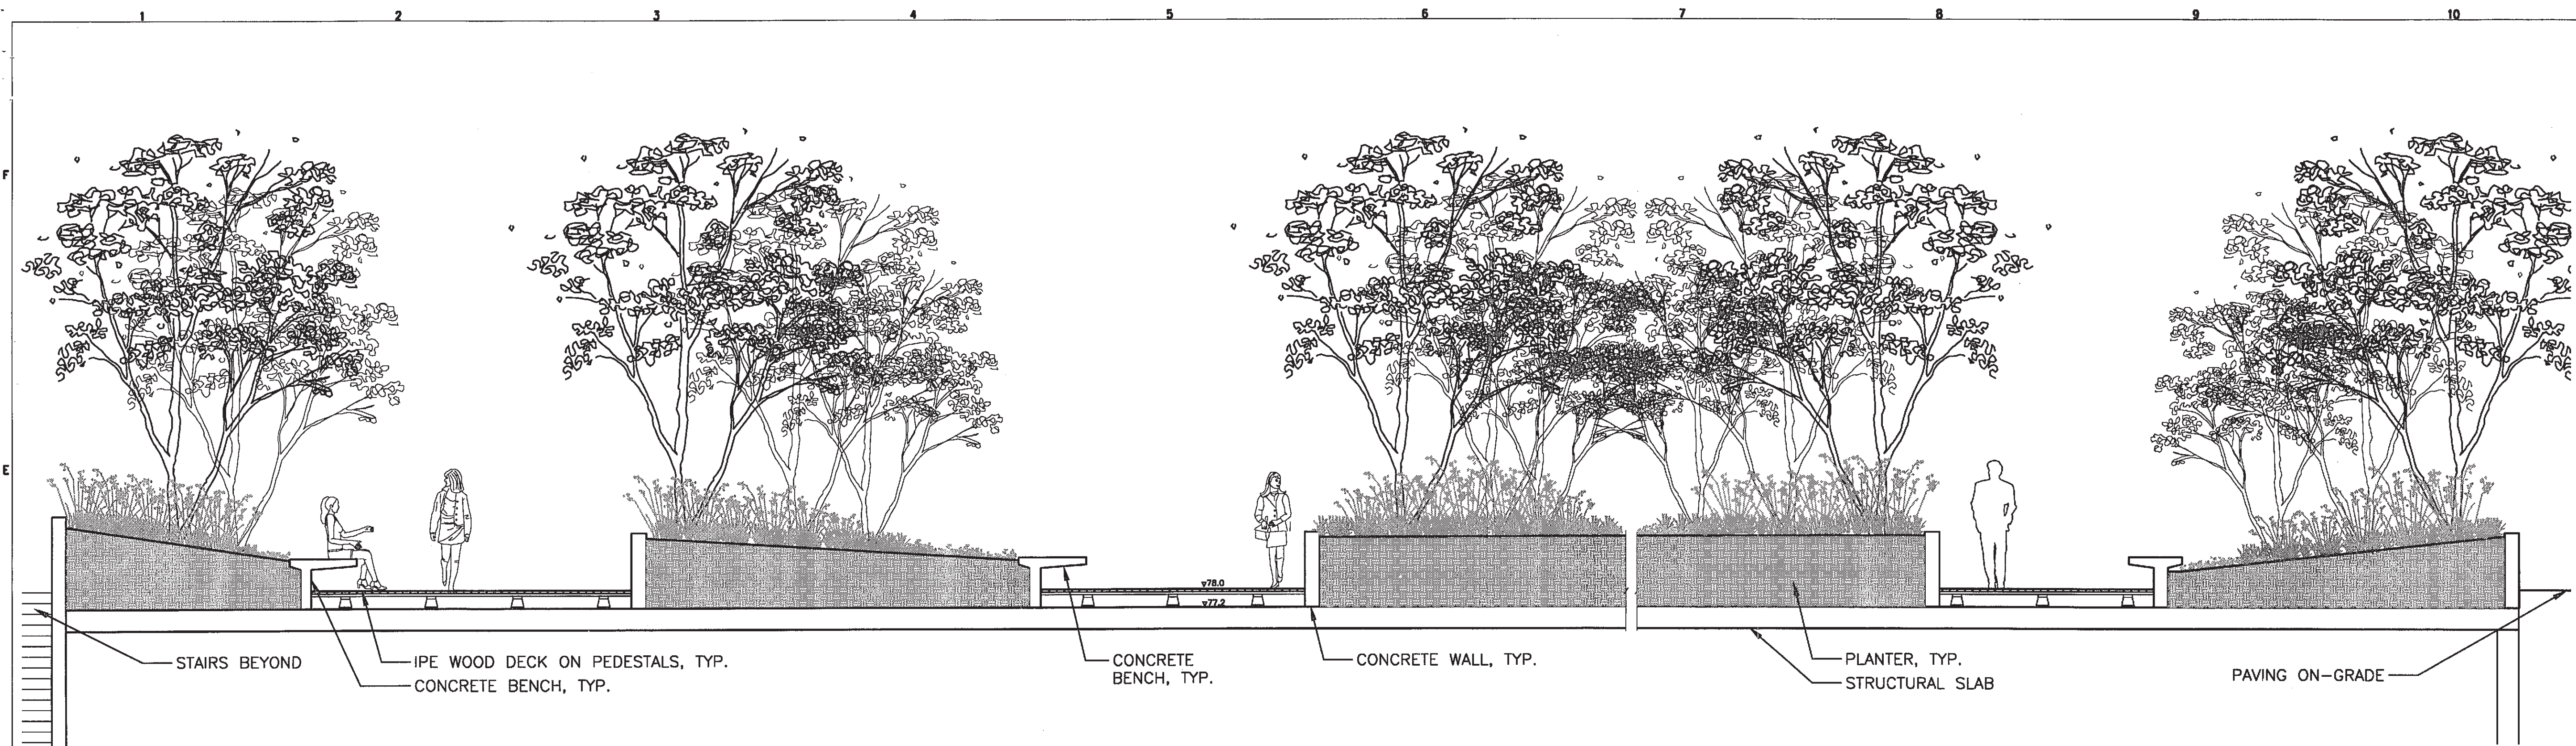 1 2 3 4 5 6 7 8 9 10
F
E
▿78.0
▿77.2
STAIRS BEYOND
IPE WOOD DECK ON PEDESTALS, TYP.
CONCRETE BENCH, TYP.
CONCRETE
BENCH, TYP.
CONCRETE WALL, TYP.
PLANTER, TYP.
STRUCTURAL SLAB
PAVING ON-GRADE